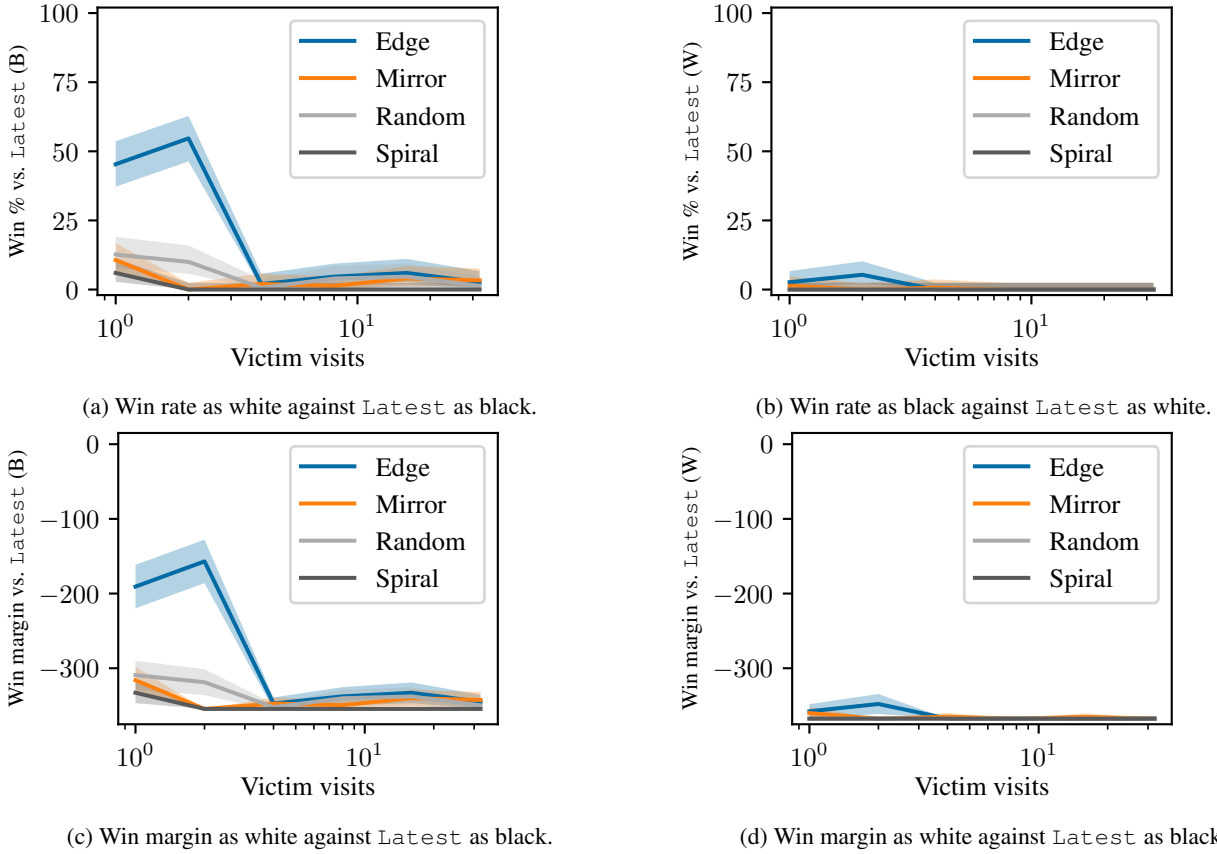 Win % vs. Latest (B)
100
75
50
25
0
Edge
Mirror
Random
Spiral
10^0
10^1
Victim visits
(a) Win rate as white against Latest as black.
Win % vs. Latest (W)
100
75
50
25
0
Edge
Mirror
Random
Spiral
10^0
10^1
Victim visits
(b) Win rate as black against Latest as white.
Win margin vs. Latest (B)
0
−100
−200
−300
Edge
Mirror
Random
Spiral
10^0
10^1
Victim visits
(c) Win margin as white against Latest as black.
Win margin vs. Latest (W)
0
−100
−200
−300
Edge
Mirror
Random
Spiral
10^0
10^1
Victim visits
(d) Win margin as white against Latest as black